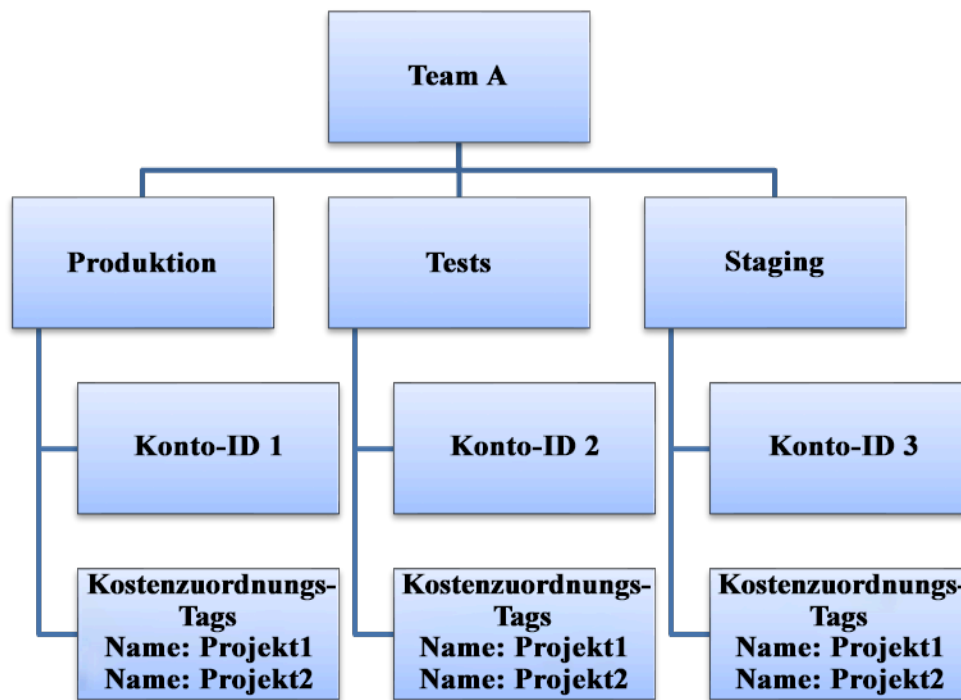 Team A
Produktion
Tests
Staging
Konto-ID 1
Konto-ID 2
Konto-ID 3
Kostenzuordnungs-
Tags
Name: Projekt1
Name: Projekt2
Kostenzuordnungs-
Tags
Name: Projekt1
Name: Projekt2
Kostenzuordnungs-
Tags
Name: Projekt1
Name: Projekt2